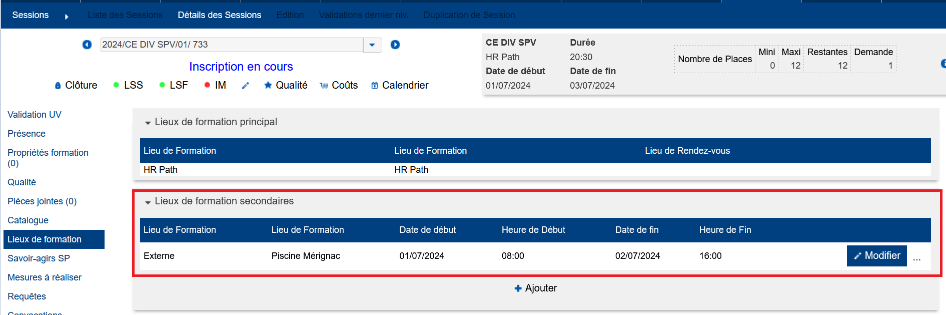 Sessions Liste des Sessions Détails des Sessions Edition Validations dernier niv. Duplication de Session
2024/CE DIV SPV/01/ 733
Inscription en cours
Clôture LSS LSF IM Qualité Coûts Calendrier
CE DIV SPV Durée
HR Path 20:30
Date de début Date de fin
01/07/2024 03/07/2024
Mini Maxi Restantes Demande
Nombre de Places 0 12 12 1
Validation UV
Présence
Propriétés formation
(0)
Qualité
Pièces jointes (0)
Catalogue
Lieux de formation
Savoir-agirs SP
Mesures à réaliser
Requêtes
Convocations
Lieux de formation principal
Lieu de Formation Lieu de Formation Lieu de Rendez-vous
HR Path HR Path
Lieux de formation secondaires
Lieu de Formation Lieu de Formation Date de début Heure de Début Date de fin Heure de Fin
Externe Piscine Mérignac 01/07/2024 08:00 02/07/2024 16:00 Modifier ...
Ajouter